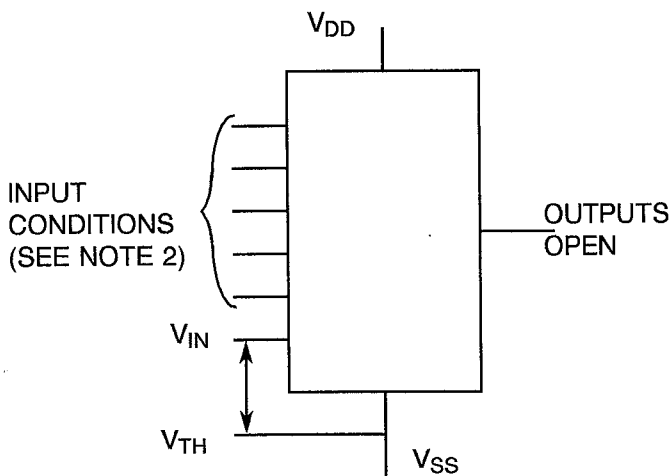 VDD
INPUT
CONDITIONS
(SEE NOTE 2)
OUTPUTS
OPEN
VIN
VTH
VSS